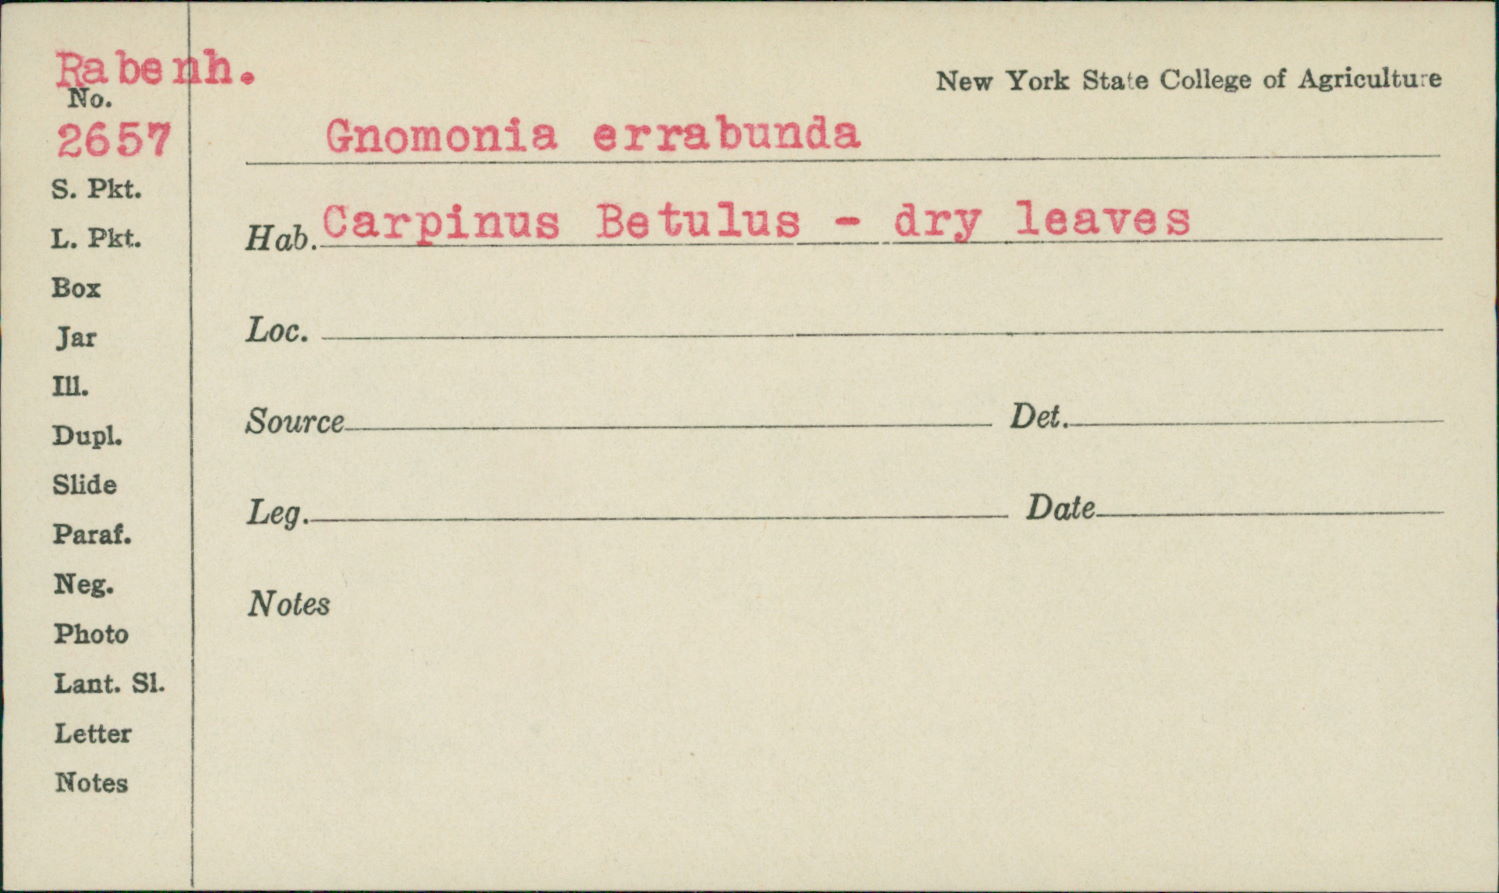 Rabenh.
New York State College of Agriculture
No.
2657
Gnomonia errabunda
S. Pkt.
L. Pkt.
Hab. Carpinus Betulus - dry leaves
Box
Jar
Loc.
Ill.
Dupl.
Source Det.
Slide
Leg. Date
Paraf.
Neg.
Notes
Photo
Lant. Sl.
Letter
Notes